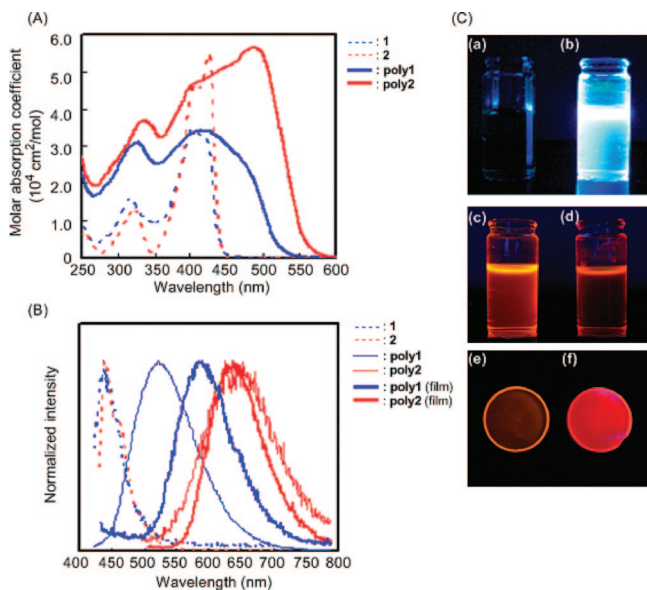 (A)
: 1
: 2
: poly1
: poly2
Molar absorption coefficient
(10⁴ cm²/mol)
6.0
5.0
4.0
3.0
2.0
1.0
0
250 300 350 400 450 500 550 600
Wavelength (nm)
(B)
: 1
: 2
: poly1
: poly2
: poly1 (film)
: poly2 (film)
Normalized intensity
400 450 500 550 600 650 700 750 800
Wavelength (nm)
(C)
(a) (b)
(c) (d)
(e) (f)